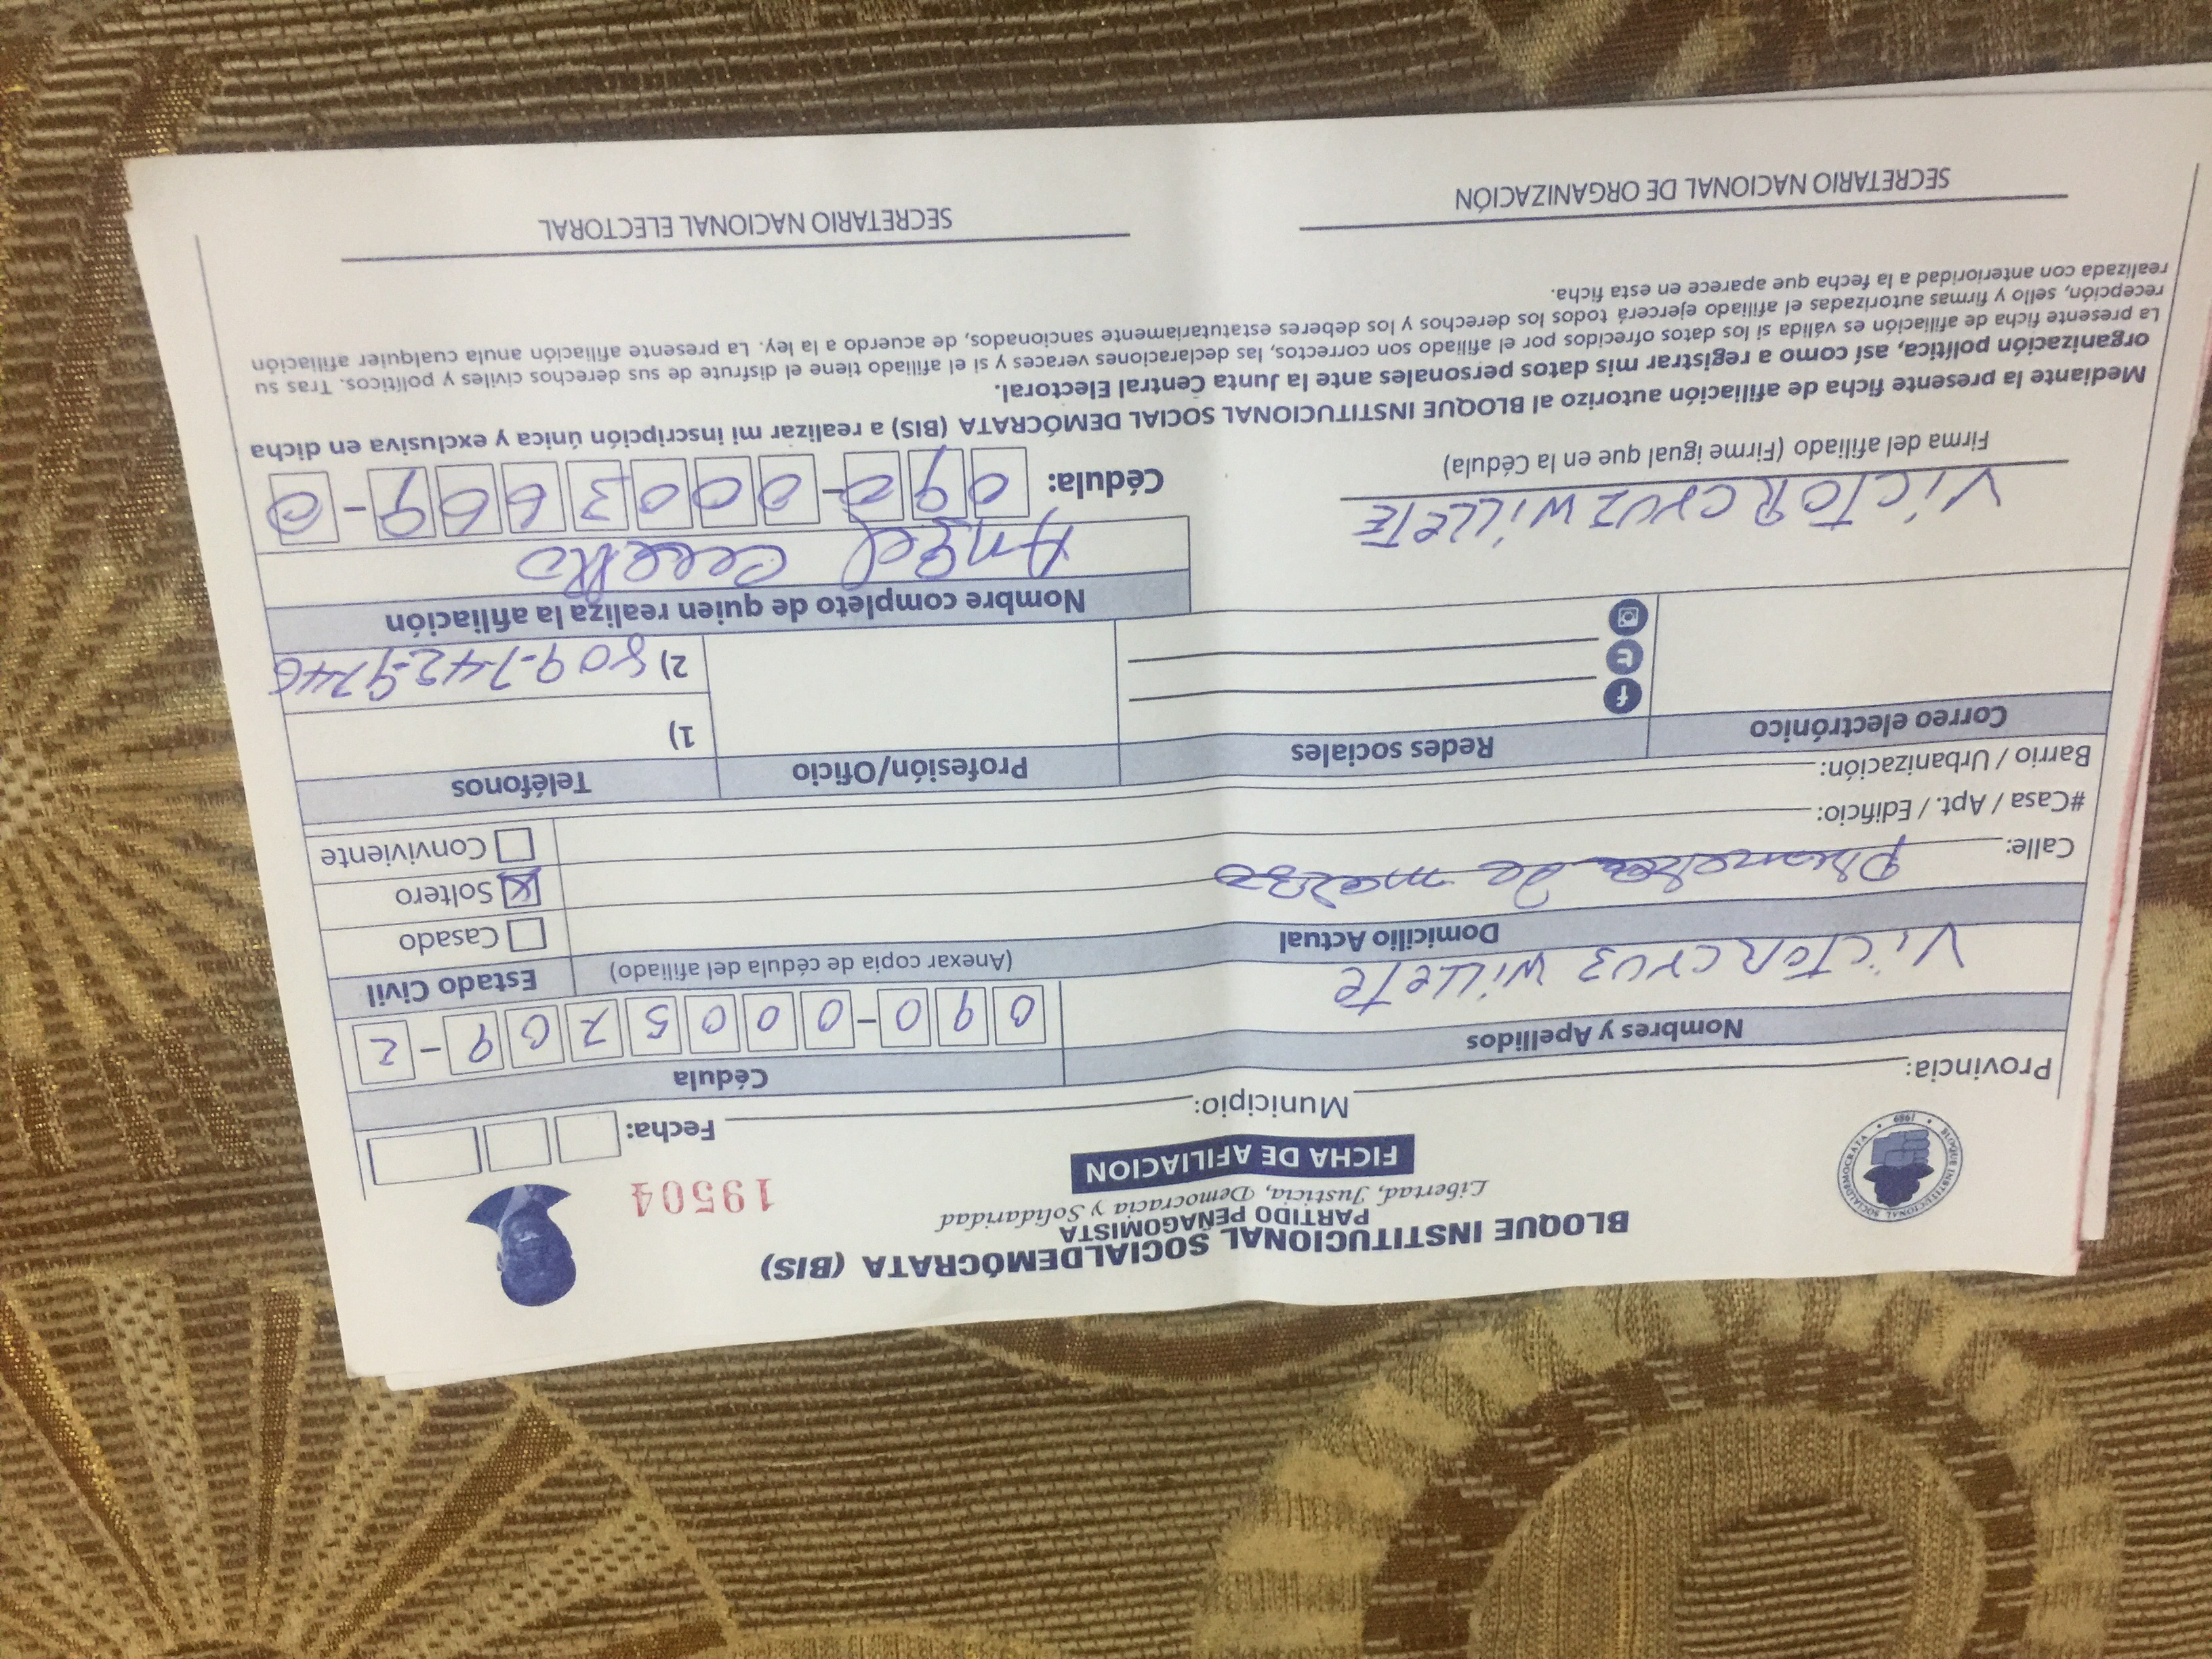 BLOQUE INSTITUCIONAL SOCIALDEMÓCRATA (BIS)
PARTIDO PEÑAGOMISTA
Libertad, Justicia, Democracia y Solidaridad
FICHA DE AFILIACION
19504
BLOQUE INSTITUCIONAL SOCIALDEMOCRATA • 1989 •
Provincia: Municipio: Fecha:
Nombres y Apellidos Cédula
VicTOR cruz willete 090-0005769-2
Domicilio Actual (Anexar copia de cédula del afiliado) Estado Civil
Calle: de Casado
#Casa / Apt. / Edificio: Soltero
Barrio / Urbanización: Conviviente
Correo electrónico Redes sociales Profesión/Oficio Teléfonos
1)
2) 809-742-9746
Nombre completo de quien realiza la afiliación
Angel
VicTOR cruz willeTE
Firma del afiliado (Firme igual que en la Cédula)
Cédula: 090-0003669-0
Mediante la presente ficha de afiliación autorizo al BLOQUE INSTITUCIONAL SOCIAL DEMÓCRATA (BIS) a realizar mi inscripción única y exclusiva en dicha
organización política, así como a registrar mis datos personales ante la Junta Central Electoral.
La presente ficha de afiliación es válida si los datos ofrecidos por el afiliado son correctos, las declaraciones veraces y si el afiliado tiene el disfrute de sus derechos civiles y políticos. Tras su
recepción, sello y firmas autorizadas el afiliado ejercerá todos los derechos y los deberes estatutariamente sancionados, de acuerdo a la ley. La presente afiliación anula cualquier afiliación
realizada con anterioridad a la fecha que aparece en esta ficha.
SECRETARIO NACIONAL DE ORGANIZACIÓN SECRETARIO NACIONAL ELECTORAL